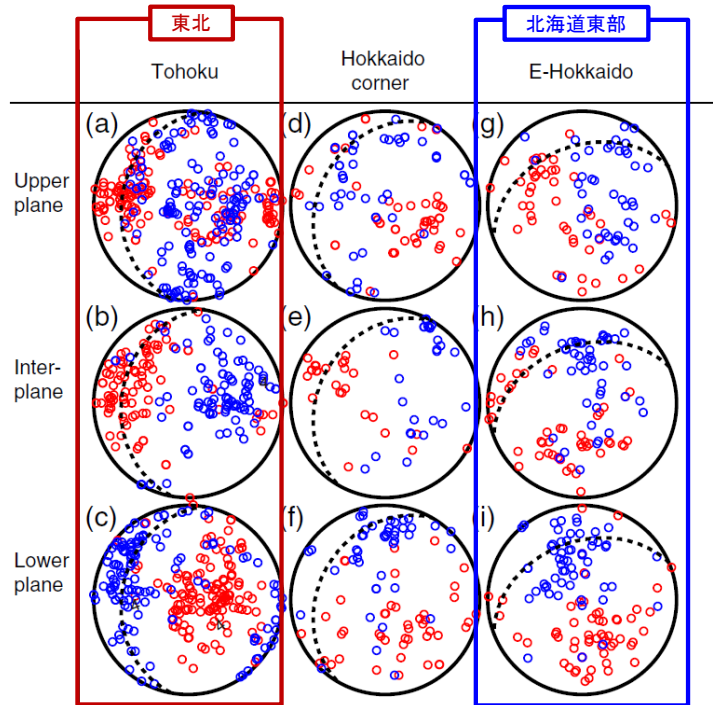 東北
北海道東部
Tohoku
Hokkaido
corner
E-Hokkaido
Upper
plane
(a)
(d)
(g)
Inter-
plane
(b)
(e)
(h)
Lower
plane
(c)
(f)
(i)